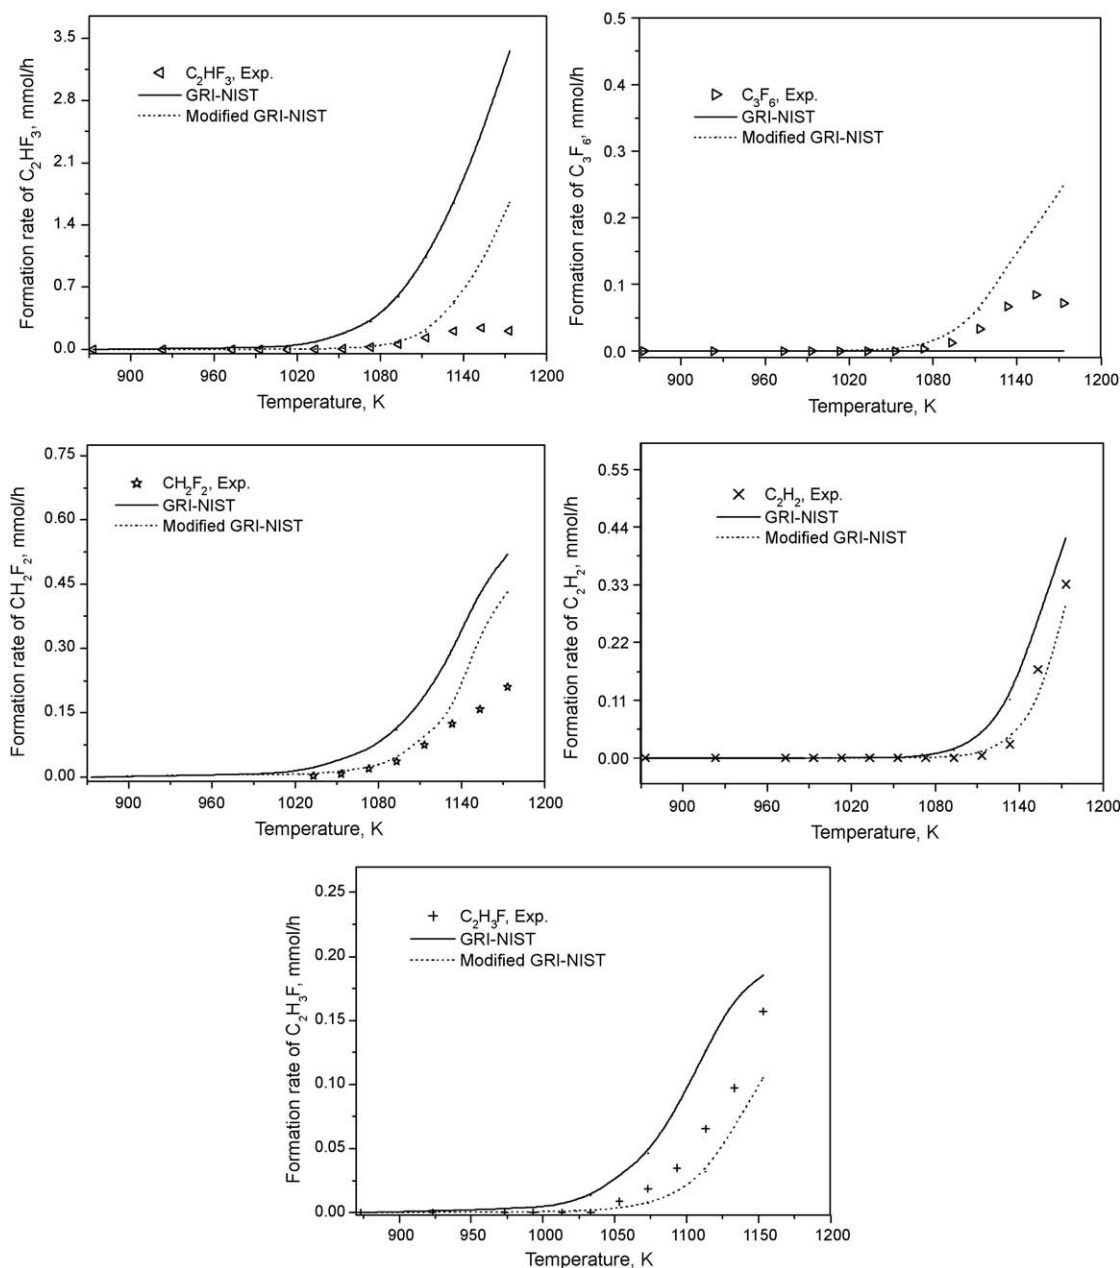 Formation rate of C₂HF₃, mmol/h
3.5
2.8
2.1
1.4
0.7
0.0
C₂HF₃, Exp.
GRI-NIST
Modified GRI-NIST
900
960
1020
1080
1140
1200
Temperature, K
Formation rate of C₃F₆, mmol/h
0.5
0.4
0.3
0.2
0.1
0.0
C₃F₆, Exp.
GRI-NIST
Modified GRI-NIST
900
960
1020
1080
1140
1200
Temperature, K
Formation rate of CH₂F₂, mmol/h
0.75
0.60
0.45
0.30
0.15
0.00
CH₂F₂, Exp.
GRI-NIST
Modified GRI-NIST
900
960
1020
1080
1140
1200
Temperature, K
Formation rate of C₂H₂, mmol/h
0.55
0.44
0.33
0.22
0.11
0.00
C₂H₂, Exp.
GRI-NIST
Modified GRI-NIST
900
960
1020
1080
1140
1200
Temperature, K
Formation rate of C₂H₃F, mmol/h
0.25
0.20
0.15
0.10
0.05
0.00
C₂H₃F, Exp.
GRI-NIST
Modified GRI-NIST
900
950
1000
1050
1100
1150
1200
Temperature, K